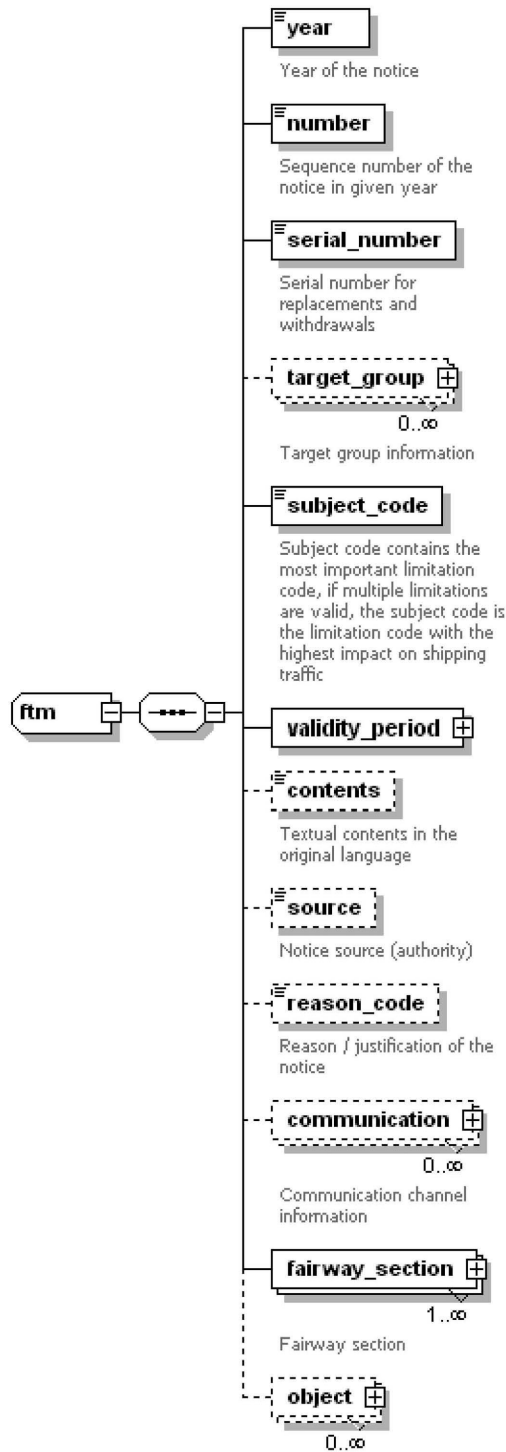 year
Year of the notice
number
Sequence number of the
notice in given year
serial_number
Serial number for
replacements and
withdrawals
target_group
0..∞
Target group information
subject_code
Subject code contains the
most important limitation
code, if multiple limitations
are valid, the subject code is
the limitation code with the
highest impact on shipping
traffic
ftm
validity_period
contents
Textual contents in the
original language
source
Notice source (authority)
reason_code
Reason / justification of the
notice
communication
0..∞
Communication channel
information
fairway_section
1..∞
Fairway section
object
0..∞